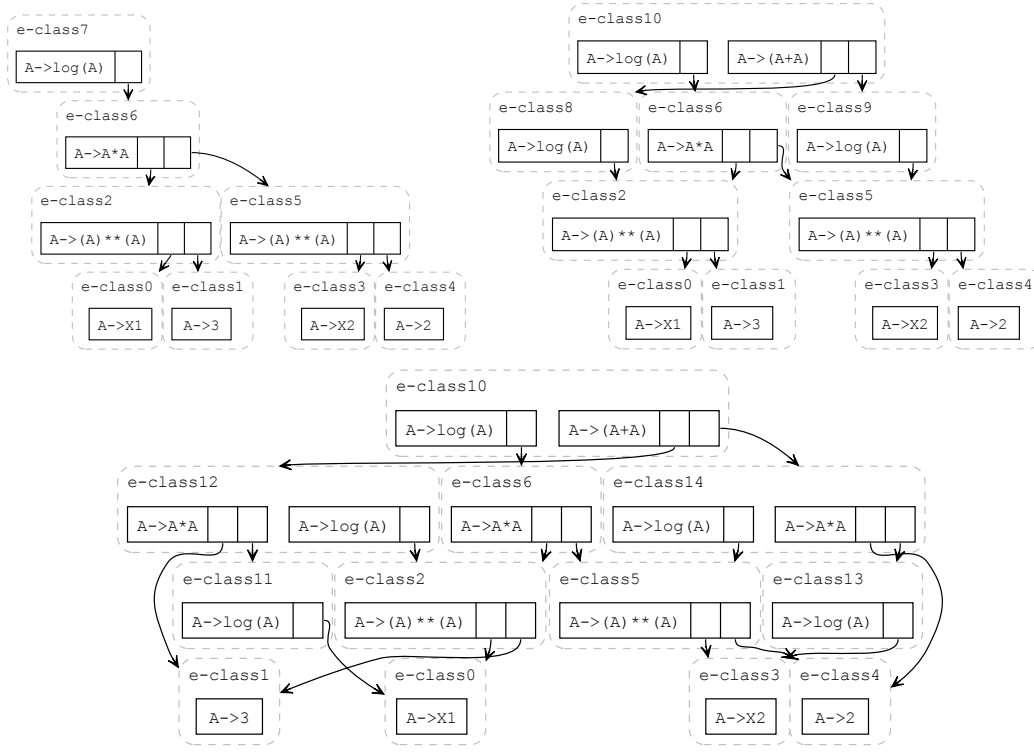 e-class7
A->log(A)
e-class6
A->A*A
e-class2 e-class5
A->(A)**(A) A->(A)**(A)
e-class0 e-class1 e-class3 e-class4
A->X1 A->3 A->X2 A->2
e-class10
A->log(A) A->(A+A)
e-class8 e-class6 e-class9
A->log(A) A->A*A A->log(A)
e-class2 e-class5
A->(A)**(A) A->(A)**(A)
e-class0 e-class1 e-class3 e-class4
A->X1 A->3 A->X2 A->2
e-class10
A->log(A) A->(A+A)
e-class12 e-class6 e-class14
A->A*A A->log(A) A->A*A A->log(A) A->A*A
e-class11 e-class2 e-class5 e-class13
A->log(A) A->(A)**(A) A->(A)**(A) A->log(A)
e-class1 e-class0 e-class3 e-class4
A->3 A->X1 A->X2 A->2